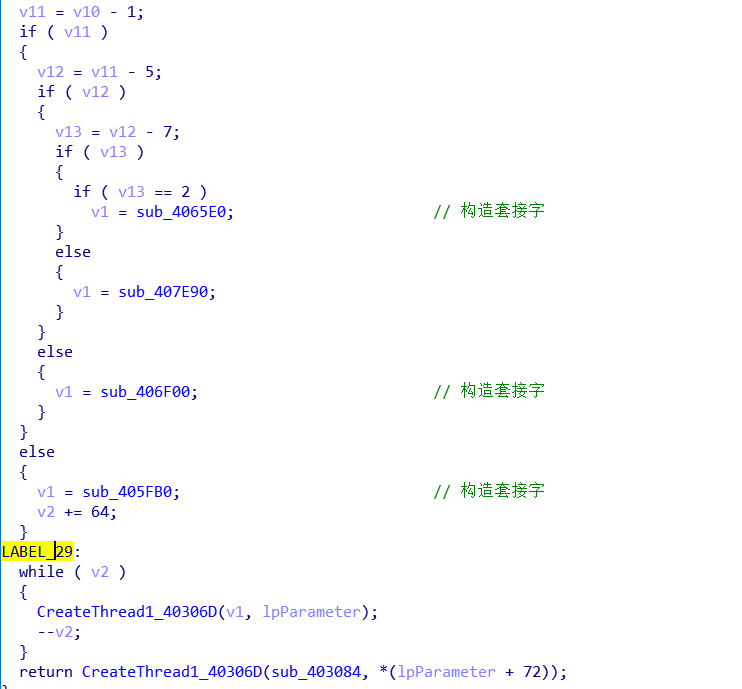 v11 = v10 - 1;
if ( v11 )
{
v12 = v11 - 5;
if ( v12 )
{
v13 = v12 - 7;
if ( v13 )
{
if ( v13 == 2 )
v1 = sub_4065E0; // 构造套接字
}
else
{
v1 = sub_407E90;
}
}
else
{
v1 = sub_406F00; // 构造套接字
}
}
else
{
v1 = sub_405FB0; // 构造套接字
v2 += 64;
}
LABEL_29:
while ( v2 )
{
CreateThread1_40306D(v1, lpParameter);
--v2;
}
return CreateThread1_40306D(sub_403084, *(lpParameter + 72));